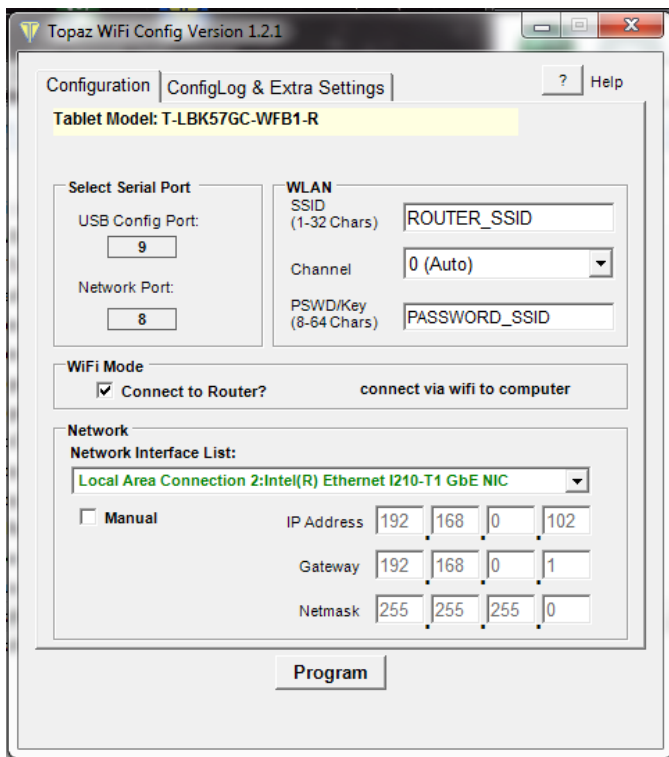 Topaz WiFi Config Version 1.2.1
Configuration
ConfigLog & Extra Settings
? Help
Tablet Model: T-LBK57GC-WFB1-R
Select Serial Port
USB Config Port:
9
Network Port:
8
WLAN
SSID
(1-32 Chars)
ROUTER_SSID
Channel
0 (Auto)
PSWD/Key
(8-64 Chars)
PASSWORD_SSID
WiFi Mode
Connect to Router?
connect via wifi to computer
Network
Network Interface List:
Local Area Connection 2:Intel(R) Ethernet I210-T1 GbE NIC
Manual
IP Address 192 . 168 . 0 . 102
Gateway 192 . 168 . 0 . 1
Netmask 255 . 255 . 255 . 0
Program